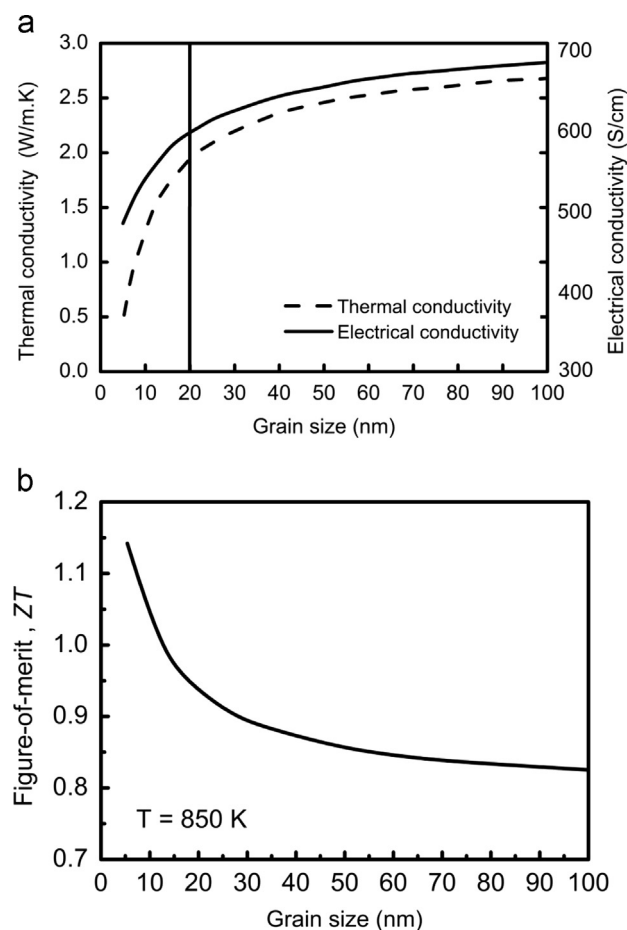 a
Thermal conductivity (W/m.K)
3.0
2.5
2.0
1.5
1.0
0.5
0.0
700
600
500
400
300
Electrical conductivity (S/cm)
Thermal conductivity
Electrical conductivity
0 10 20 30 40 50 60 70 80 90 100
Grain size (nm)
b
Figure-of-merit , ZT
1.2
1.1
1.0
0.9
0.8
0.7
T = 850 K
0 10 20 30 40 50 60 70 80 90 100
Grain size (nm)